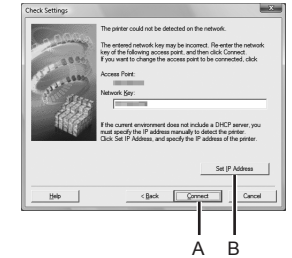 Check Settings
The printer could not be detected on the network.
The entered network key may be incorrect. Re-enter the network
key of the following access point, and then click Connect.
If you want to change the access point to be connected, click
Access Point:
Network Key:
If the current environment does not include a DHCP server, you
must specify the IP address manually to detect the printer.
Click Set IP Address, and specify the IP address of the printer.
Set IP Address
Help
< Back
Connect
Cancel
A B